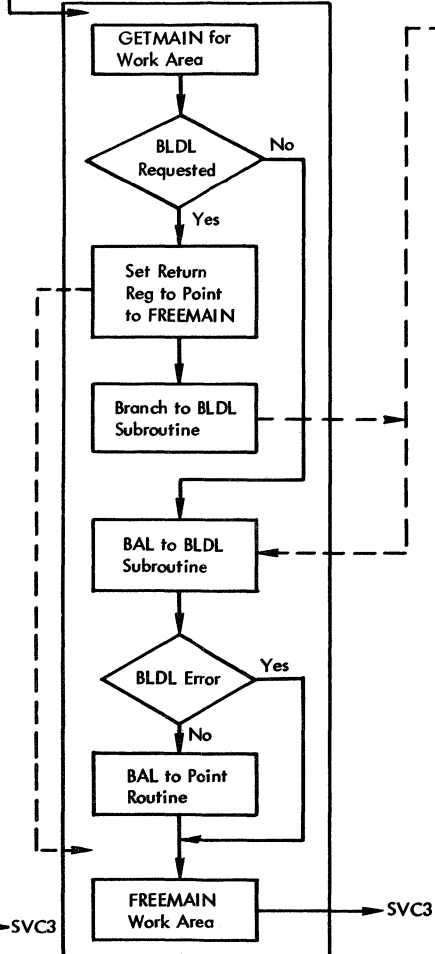 GETMAIN for
Work Area
BLDL
Requested
No
Yes
Set Return
Reg to Point
to FREEMAIN
Branch to BLDL
Subroutine
BAL to BLDL
Subroutine
BLDL Error
Yes
No
BAL to Point
Routine
FREEMAIN
Work Area
SVC3
SVC3